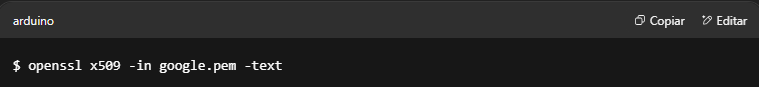 arduino
Copiar
Editar
$ openssl x509 -in google.pem -text